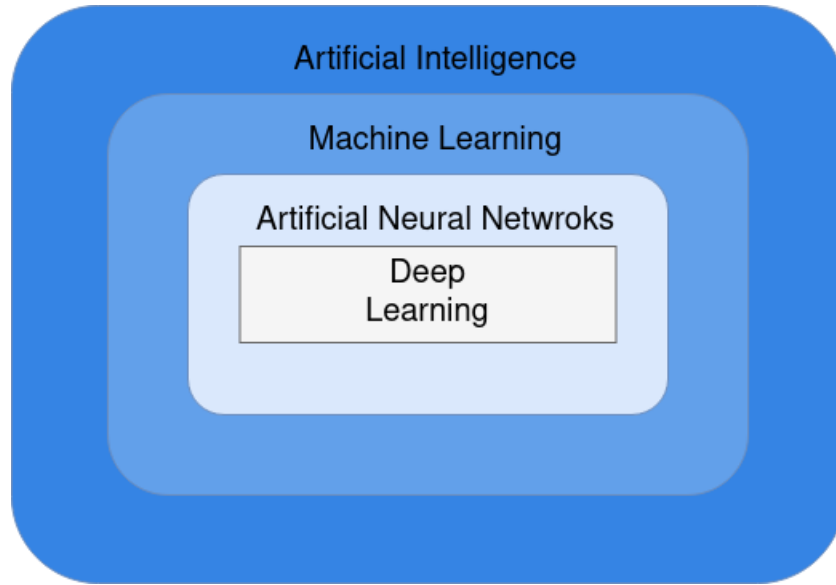 Artificial Intelligence
Machine Learning
Artificial Neural Netwroks
Deep
Learning